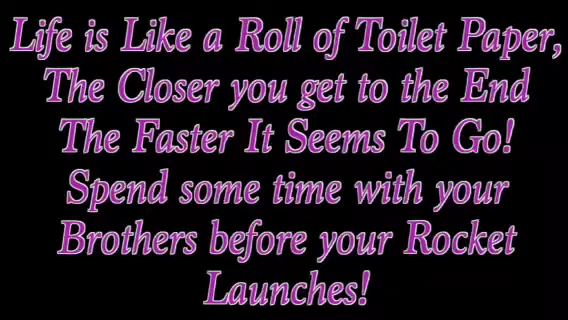 Life is Like a Roll of Toilet Paper,
The Closer you get to the End
The Faster It Seems To Go!
Spend some time with your
Brothers before your Rocket
Launches!